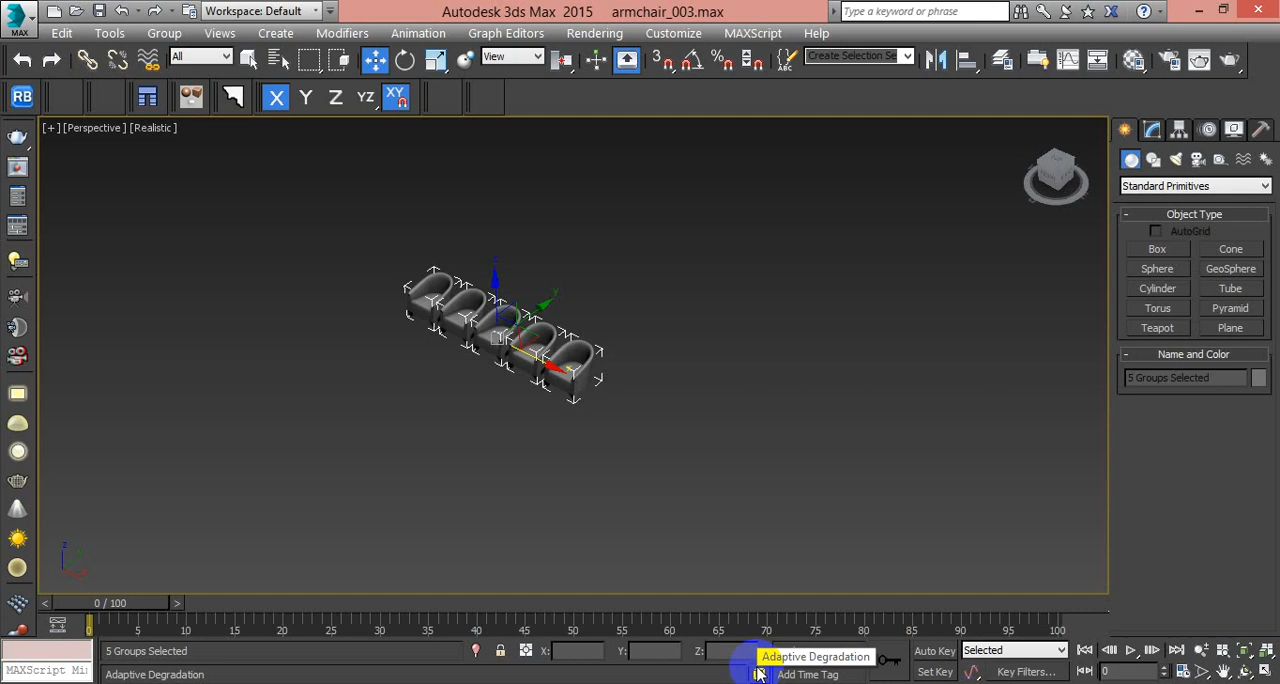 MAX
Workspace: Default
Autodesk 3ds Max 2015 armchair_003.max
Type a keyword or phrase
Edit Tools Group Views Create Modifiers Animation Graph Editors Rendering Customize MAXScript Help
All
View
3
Create Selection Se
RB
X Y Z YZ XY
[+] [Perspective] [Realistic]
Standard Primitives
- Object Type
AutoGrid
Box Cone
Sphere GeoSphere
Cylinder Tube
Torus Pyramid
Teapot Plane
- Name and Color
5 Groups Selected
z
y
z
< 0 / 100 >
0 5 10 15 20 25 30 35 40 45 50 55 60 65 70 75 80 85 90 95 100
5 Groups Selected X: Y: Z: Auto Key Selected
Adaptive Degradation
MAXScript Mi Adaptive Degradation Add Time Tag Set Key Key Filters... 0